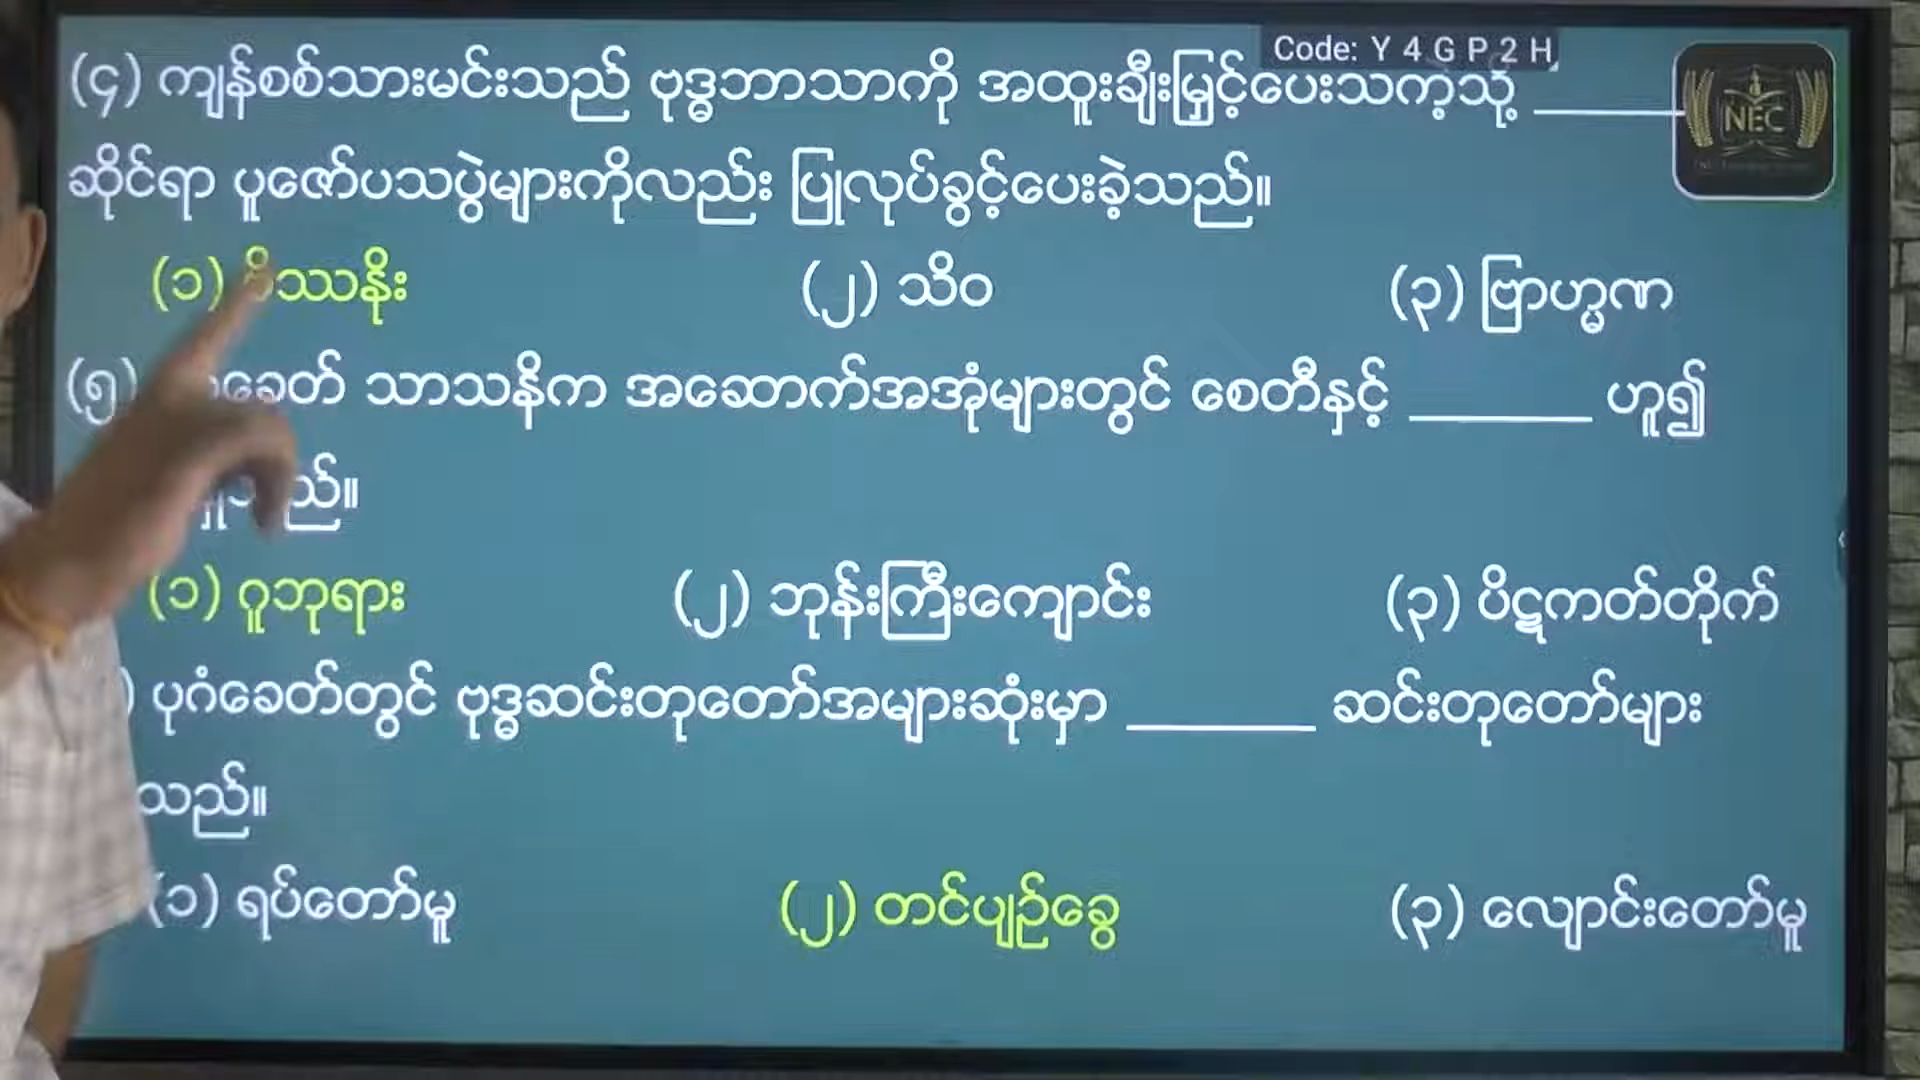 Code: Y 4 G P 2 H
(၄) ကျန်စစ်သားမင်းသည် ဗုဒ္ဓဘာသာကို အထူးချီးမြှင့်ပေးသကဲ့သို့ ______
NEC
ဆိုင်ရာ ပူဇော်ပသပွဲများကိုလည်း ပြုလုပ်ခွင့်ပေးခဲ့သည်။
(၁) ဿနိုး (၂) သိဝ (၃) ဗြာဟ္မဏ
(၅) ခေတ် သာသနိက အဆောက်အအုံများတွင် စေတီနှင့် ______ ဟူ၍
သည်။
(၁) ဂူဘုရား (၂) ဘုန်းကြီးကျောင်း (၃) ပိဋကတ်တိုက်
) ပုဂံခေတ်တွင် ဗုဒ္ဓဆင်းတုတော်အများဆုံးမှာ ______ ဆင်းတုတော်များ
သည်။
(၁) ရပ်တော်မူ (၂) တင်ပျဉ်ခွေ (၃) လျောင်းတော်မူ